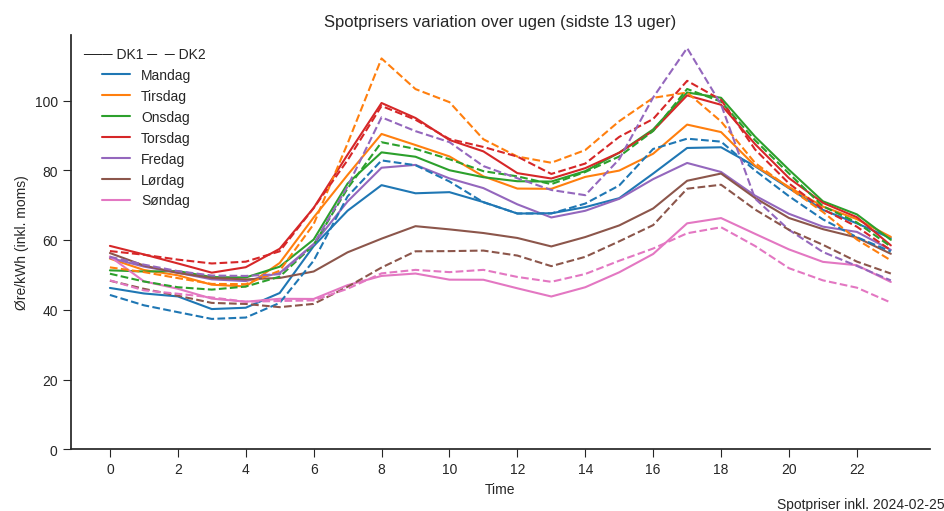 Spotprisers variation over ugen (sidste 13 uger)
DK1 DK2
Mandag
Tirsdag
Onsdag
Torsdag
Fredag
Lørdag
Søndag
Øre/kWh (inkl. moms)
100
80
60
40
20
0
0 2 4 6 8 10 12 14 16 18 20 22
Time
Spotpriser inkl. 2024-02-25